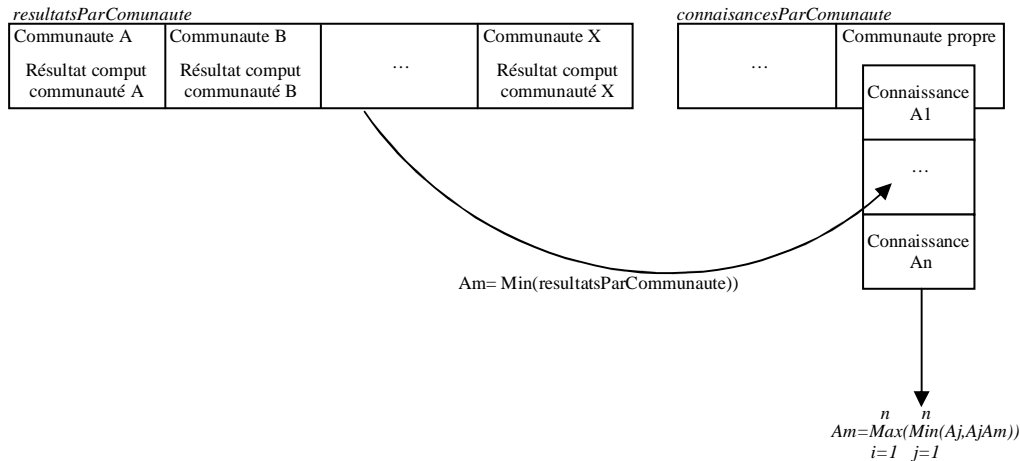 resultatsParComunaute
Communaute A
Résultat comput
communauté A
Communaute B
Résultat comput
communauté B
…
Communaute X
Résultat comput
communauté X
connaisancesParComunaute
…
Communaute propre
Connaissance
A1
…
Connaissance
An
Am= Min(resultatsParCommunaute))
n n
Am=Max(Min(Aj,AjAm))
i=1 j=1